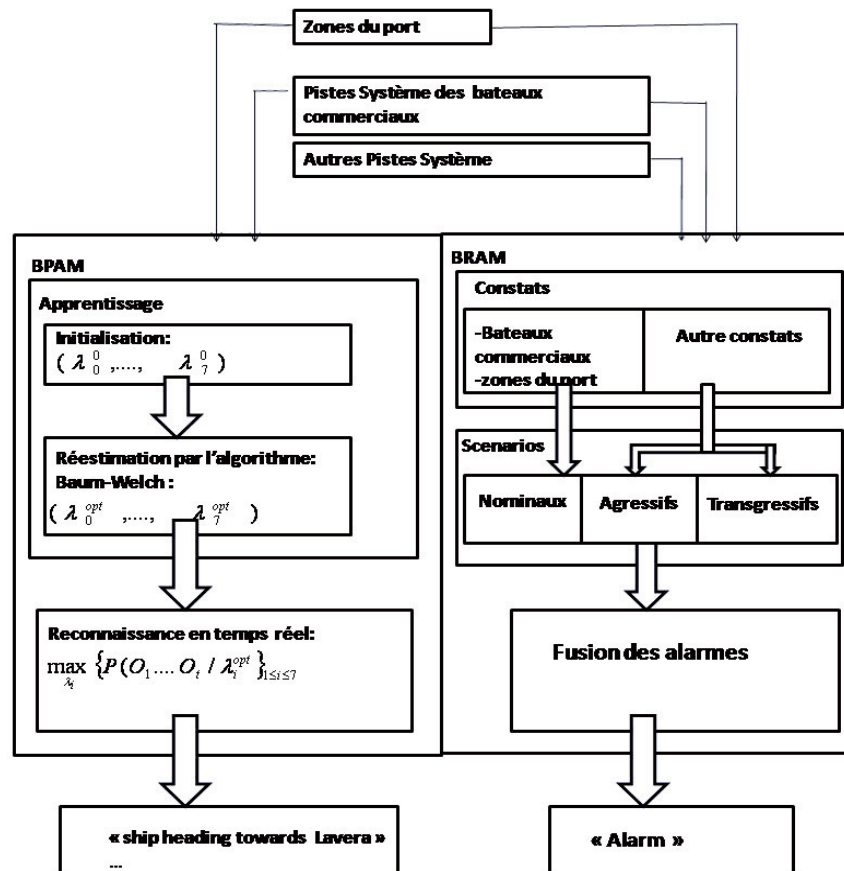 Zones du port
Pistes Système des bateaux
commerciaux
Autres Pistes Système
BPAM
Apprentissage
Initialisation:
( λ 0 0 ,...., λ 0 7 )
Réestimation par l'algorithme:
Baum-Welch :
( λ opt 0 ,...., λ opt 7 )
Reconnaissance en temps réel:
max λi {P(O1....Ot / λi opt}1≤i≤7
« ship heading towards Lavera »
...
BRAM
Constats
-Bateaux
commerciaux
-zones du port
Autre constats
Scenarios
Nominaux
Agressifs
Transgressifs
Fusion des alarmes
« Alarm »